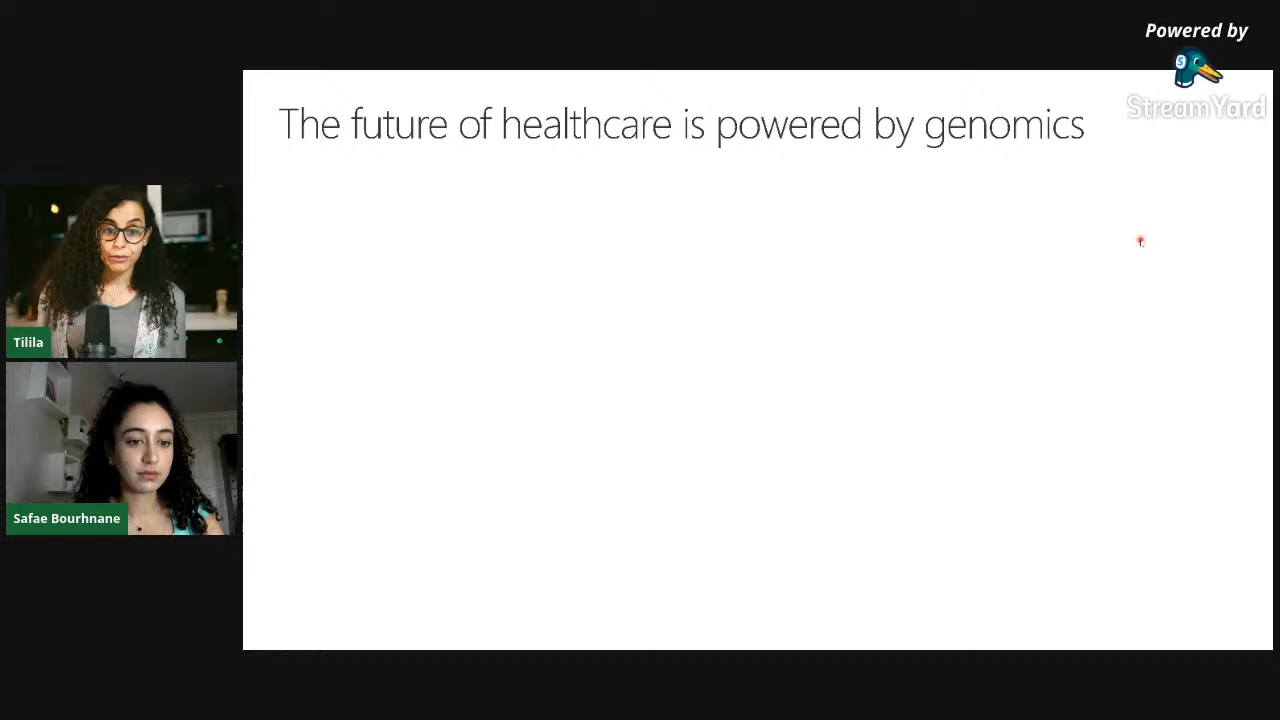 Powered by
StreamYard
The future of healthcare is powered by genomics
Tilila
Safae Bourhnane